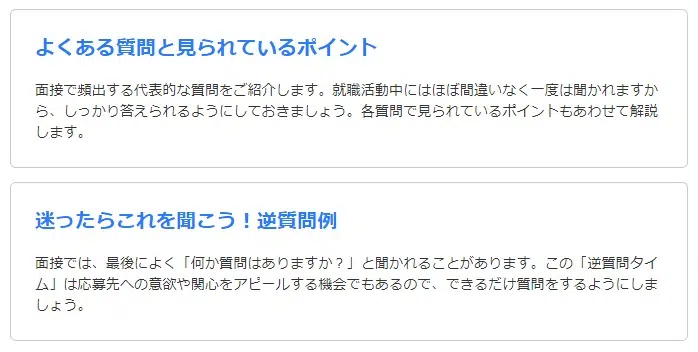 よくある質問と見られているポイント
面接で頻出する代表的な質問をご紹介します。就職活動中にはほぼ間違いなく一度は聞かれますか
ら、しっかり答えられるようにしておきましょう。各質問で見られているポイントもあわせて解説
します。
迷ったらこれを聞こう！逆質問例
面接では、最後によく「何か質問はありますか？」と聞かれることがあります。この「逆質問タイ
ム」は応募先への意欲や関心をアピールする機会でもあるので、できるだけ質問をするようにしま
しょう。